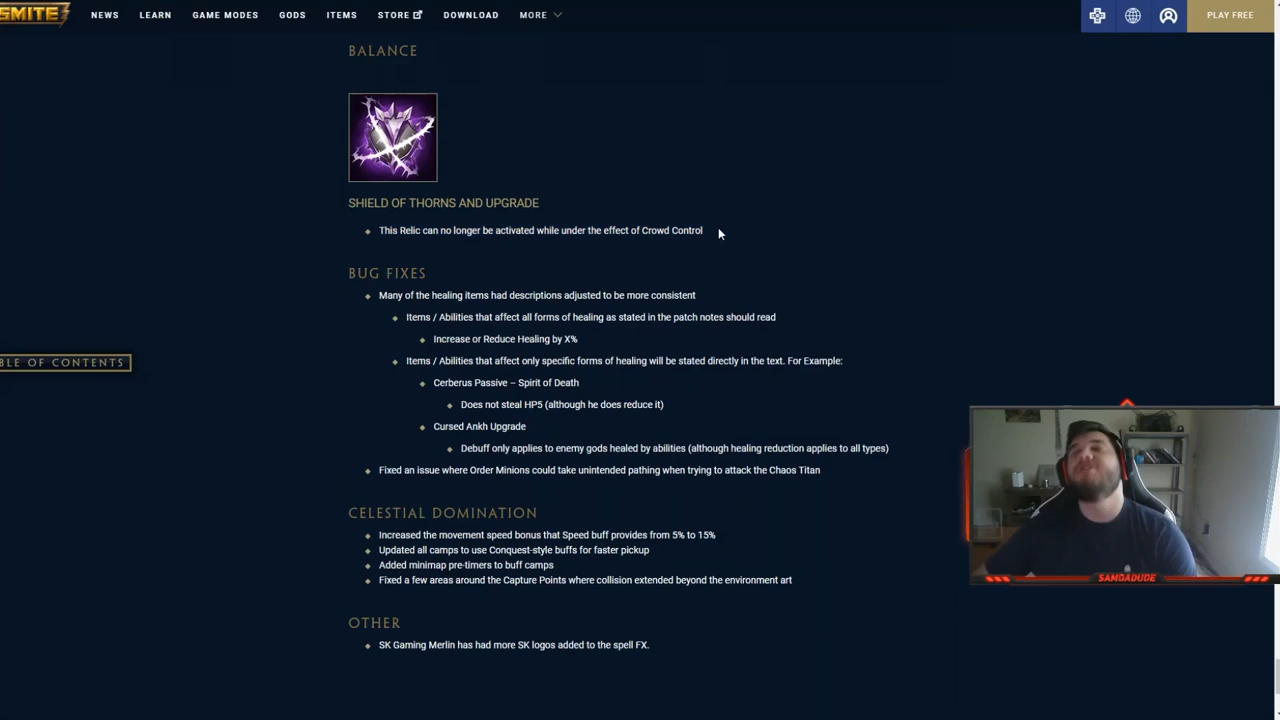 SMITE
NEWS LEARN GAME MODES GODS ITEMS STORE DOWNLOAD MORE PLAY FREE
BALANCE
SHIELD OF THORNS AND UPGRADE
This Relic can no longer be activated while under the effect of Crowd Control
BUG FIXES
Many of the healing items had descriptions adjusted to be more consistent
Items / Abilities that affect all forms of healing as stated in the patch notes should read
Increase or Reduce Healing by X%
BLE OF CONTENTS
Items / Abilities that affect only specific forms of healing will be stated directly in the text. For Example:
Cerberus Passive – Spirit of Death
Does not steal HP5 (although he does reduce it)
Cursed Ankh Upgrade
Debuff only applies to enemy gods healed by abilities (although healing reduction applies to all types)
Fixed an issue where Order Minions could take unintended pathing when trying to attack the Chaos Titan
CELESTIAL DOMINATION
Increased the movement speed bonus that Speed buff provides from 5% to 15%
Updated all camps to use Conquest-style buffs for faster pickup
Added minimap pre-timers to buff camps
Fixed a few areas around the Capture Points where collision extended beyond the environment art
SAMDADUDE
OTHER
SK Gaming Merlin has had more SK logos added to the spell FX.